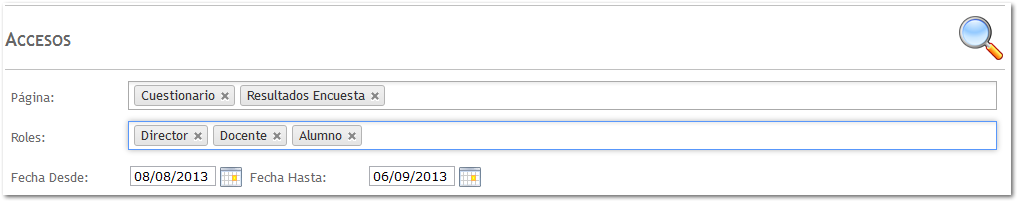 Accesos
Página: Cuestionario × Resultados Encuesta ×
Roles: Director × Docente × Alumno ×
Fecha Desde: 08/08/2013 Fecha Hasta: 06/09/2013